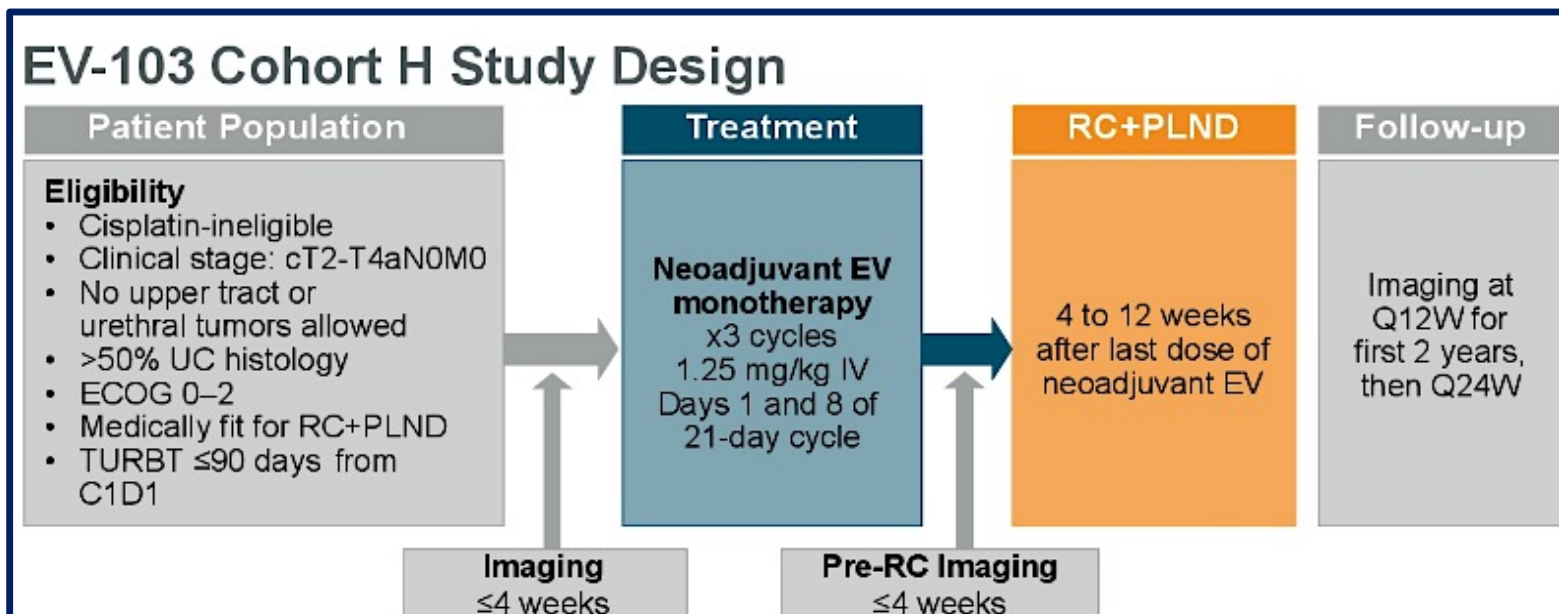 EV-103 Cohort H Study Design
Patient Population
Eligibility
• Cisplatin-ineligible
• Clinical stage: cT2-T4aN0M0
• No upper tract or
urethral tumors allowed
• >50% UC histology
• ECOG 0–2
• Medically fit for RC+PLND
• TURBT ≤90 days from
C1D1
Imaging
≤4 weeks
Treatment
Neoadjuvant EV
monotherapy
x3 cycles
1.25 mg/kg IV
Days 1 and 8 of
21-day cycle
Pre-RC Imaging
≤4 weeks
RC+PLND
4 to 12 weeks
after last dose of
neoadjuvant EV
Follow-up
Imaging at
Q12W for
first 2 years,
then Q24W